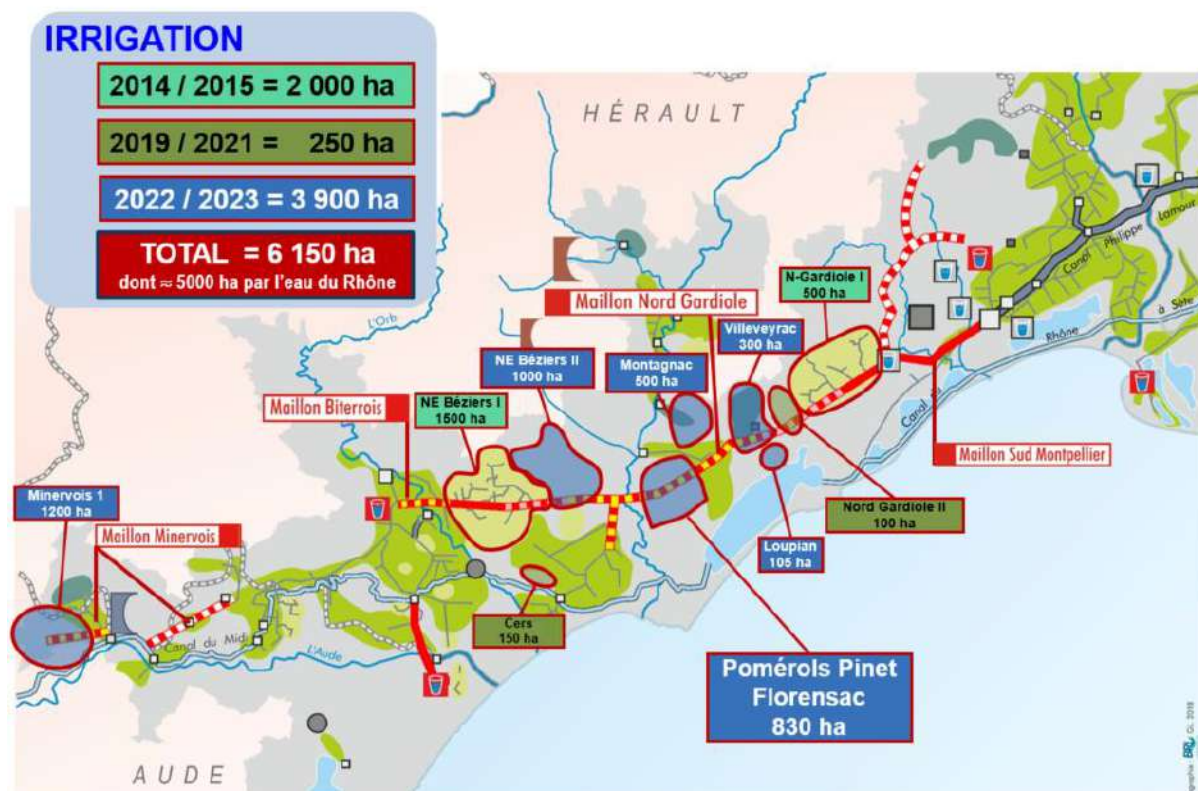 IRRIGATION
2014 / 2015 = 2 000 ha
2019 / 2021 = 250 ha
2022 / 2023 = 3 900 ha
TOTAL = 6 150 ha
dont ≈ 5000 ha par l'eau du Rhône
HÉRAULT
L'Orb
Canal Philippe Lamour
Maillon Nord Gardiole
N-Gardiole I
500 ha
Villeveyrac
300 ha
Montagnac
500 ha
NE Béziers II
1000 ha
NE Béziers I
1500 ha
Maillon Biterrois
à Sète
Rhône
Canal du
Maillon Sud Montpellier
Minervois 1
1200 ha
Maillon Minervois
Nord Gardiole II
100 ha
Loupian
105 ha
Cers
150 ha
Canal du Midi
L'Aude
Pomérols Pinet
Florensac
830 ha
AUDE
BRL GL 2018